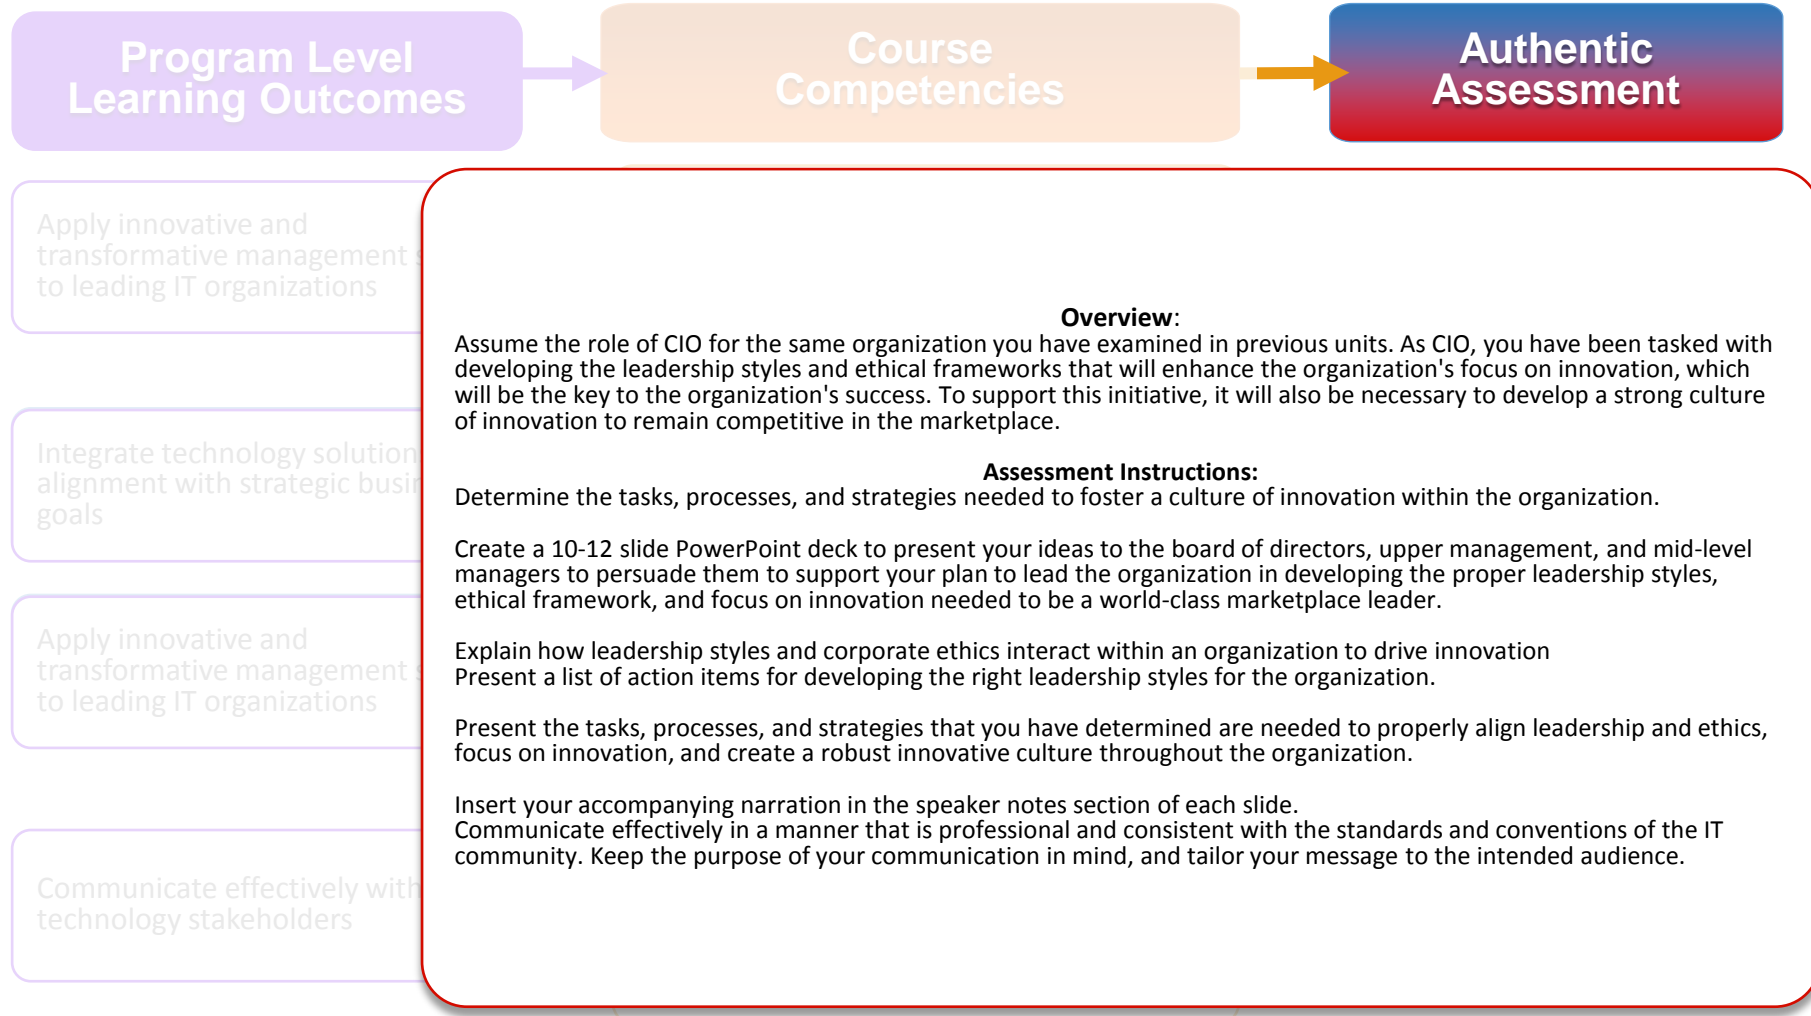 Program Level
Learning Outcomes
Course
Competencies
Authentic
Assessment
Apply innovative and
transformative management
to leading IT organizations
Integrate technology solution
alignment with strategic
goals
Apply innovative and
transformative management
to leading IT organizations
Communicate effectively with
technology stakeholders
Overview:
Assume the role of CIO for the same organization you have examined in previous units. As CIO, you have been tasked with
developing the leadership styles and ethical frameworks that will enhance the organization's focus on innovation, which
will be the key to the organization's success. To support this initiative, it will also be necessary to develop a strong culture
of innovation to remain competitive in the marketplace.
Assessment Instructions:
Determine the tasks, processes, and strategies needed to foster a culture of innovation within the organization.
Create a 10-12 slide PowerPoint deck to present your ideas to the board of directors, upper management, and mid-level
managers to persuade them to support your plan to lead the organization in developing the proper leadership styles,
ethical framework, and focus on innovation needed to be a world-class marketplace leader.
Explain how leadership styles and corporate ethics interact within an organization to drive innovation
Present a list of action items for developing the right leadership styles for the organization.
Present the tasks, processes, and strategies that you have determined are needed to properly align leadership and ethics,
focus on innovation, and create a robust innovative culture throughout the organization.
Insert your accompanying narration in the speaker notes section of each slide.
Communicate effectively in a manner that is professional and consistent with the standards and conventions of the IT
community. Keep the purpose of your communication in mind, and tailor your message to the intended audience.